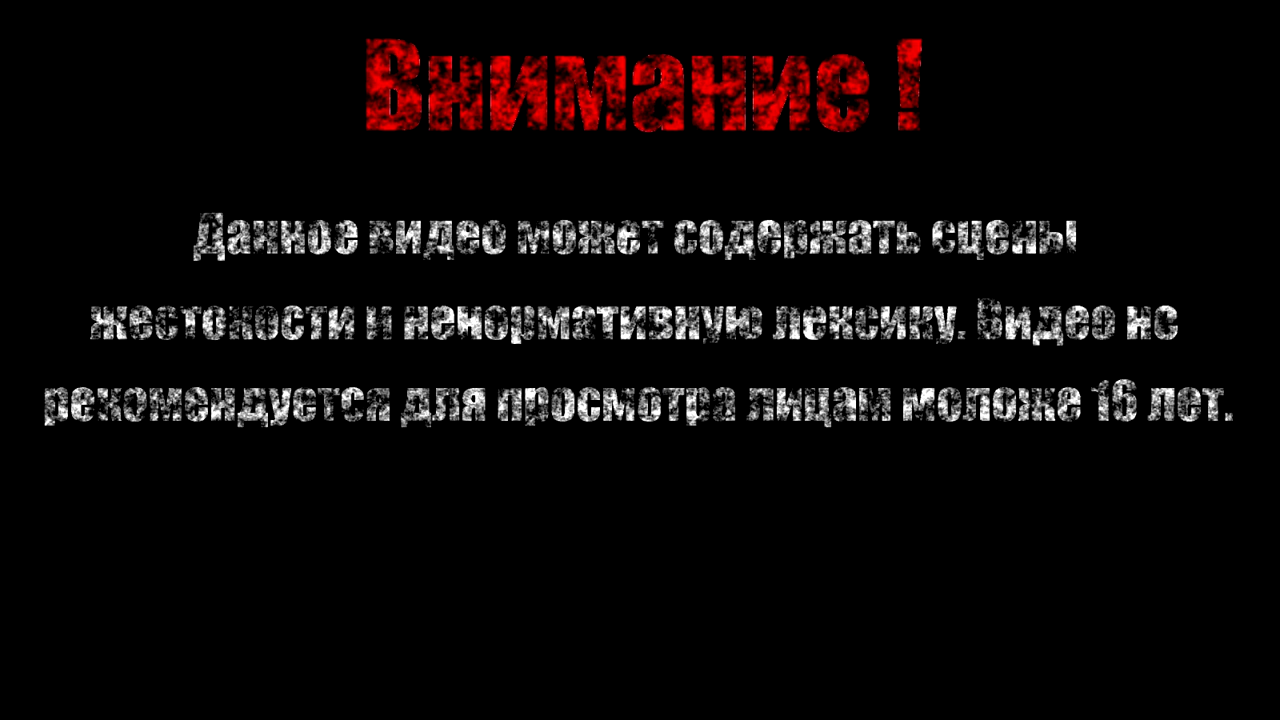 Внимание !
Данное видео может содержать сцены
жестокости и ненормативную лексику. Видео не
рекомендуется для просмотра лицам моложе 16 лет.